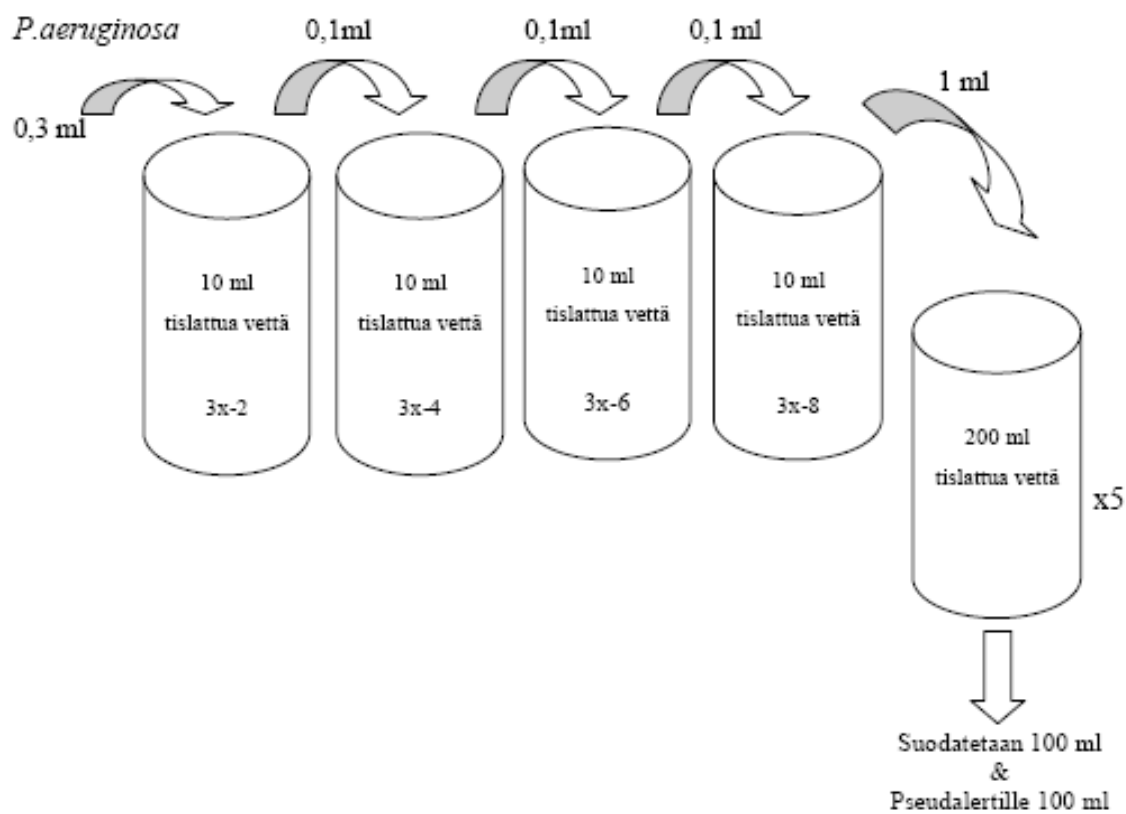 P.aeruginosa
0,1ml
0,1ml
0,1 ml
1 ml
0,3 ml
10 ml
tislattua vettä
3x-2
10 ml
tislattua vettä
3x-4
10 ml
tislattua vettä
3x-6
10 ml
tislattua vettä
3x-8
200 ml
tislattua vettä
x5
Suodatetaan 100 ml
&
Pseudalertille 100 ml